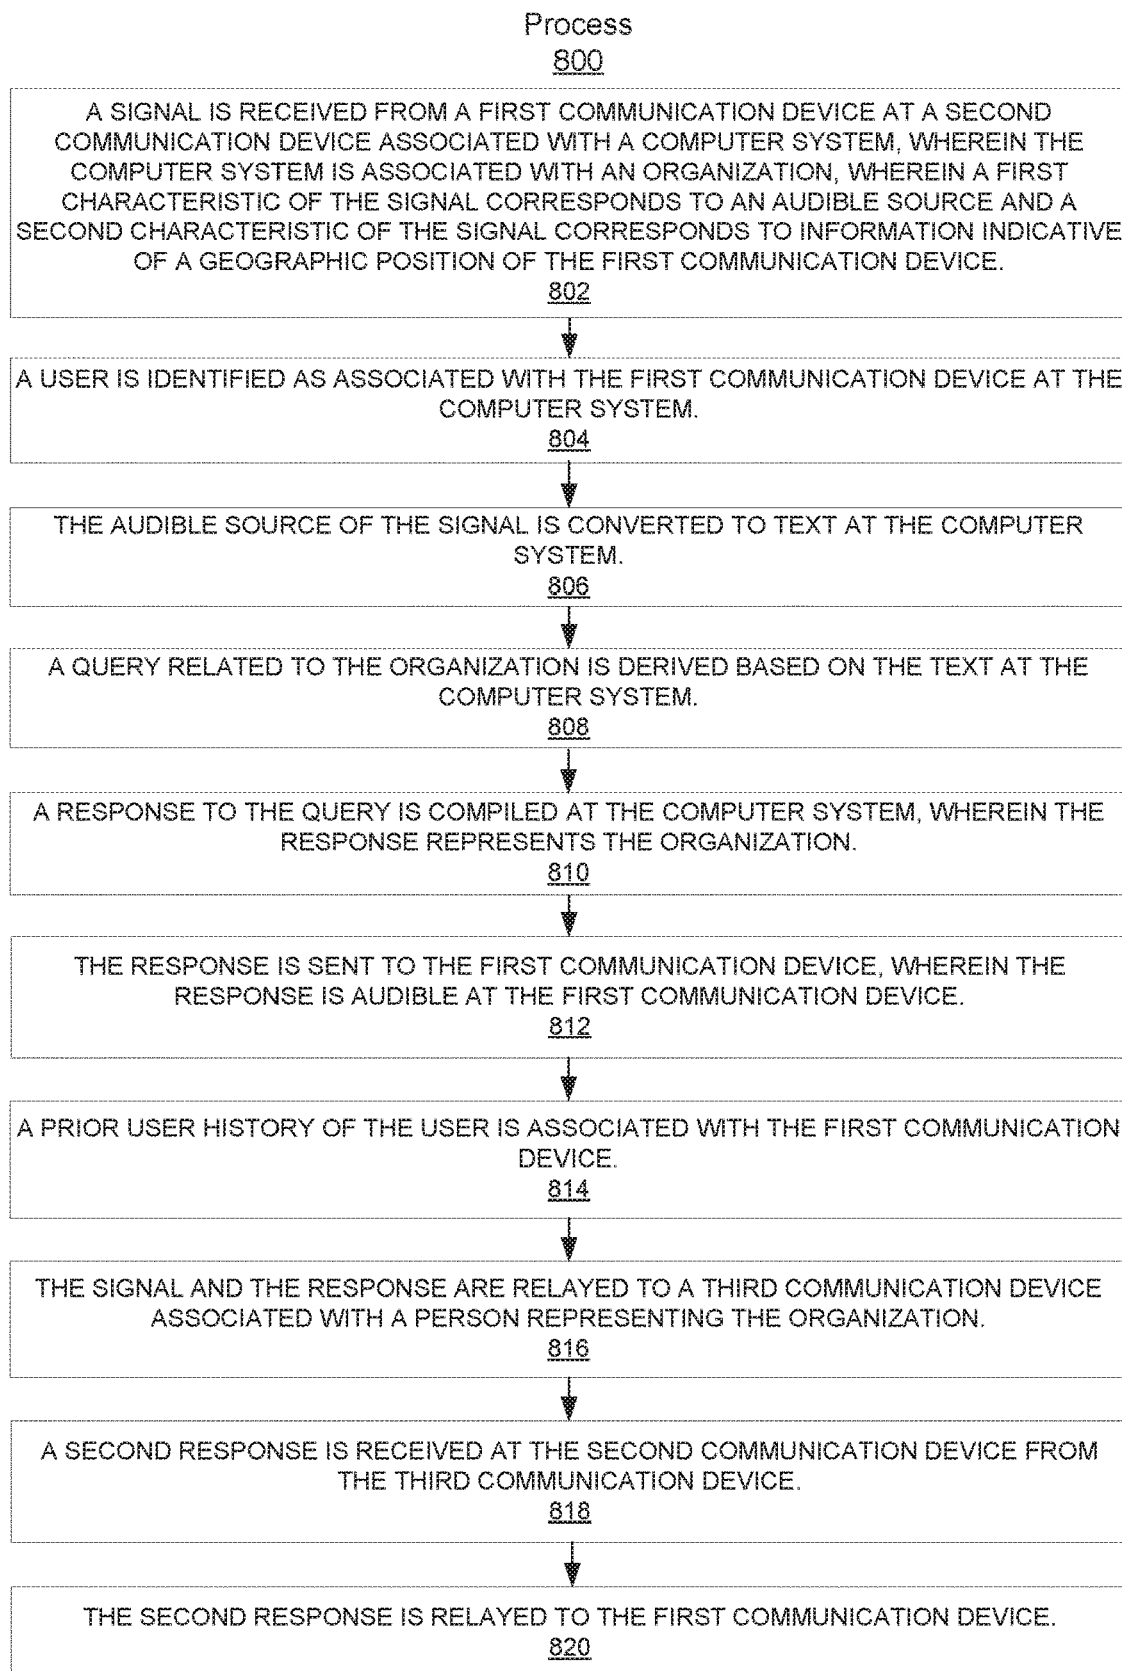 Process
800
A SIGNAL IS RECEIVED FROM A FIRST COMMUNICATION DEVICE AT A SECOND
COMMUNICATION DEVICE ASSOCIATED WITH A COMPUTER SYSTEM, WHEREIN THE
COMPUTER SYSTEM IS ASSOCIATED WITH AN ORGANIZATION, WHEREIN A FIRST
CHARACTERISTIC OF THE SIGNAL CORRESPONDS TO AN AUDIBLE SOURCE AND A
SECOND CHARACTERISTIC OF THE SIGNAL CORRESPONDS TO INFORMATION INDICATIVE
OF A GEOGRAPHIC POSITION OF THE FIRST COMMUNICATION DEVICE.
802
A USER IS IDENTIFIED AS ASSOCIATED WITH THE FIRST COMMUNICATION DEVICE AT THE
COMPUTER SYSTEM.
804
THE AUDIBLE SOURCE OF THE SIGNAL IS CONVERTED TO TEXT AT THE COMPUTER
SYSTEM.
806
A QUERY RELATED TO THE ORGANIZATION IS DERIVED BASED ON THE TEXT AT THE
COMPUTER SYSTEM.
808
A RESPONSE TO THE QUERY IS COMPILED AT THE COMPUTER SYSTEM, WHEREIN THE
RESPONSE REPRESENTS THE ORGANIZATION.
810
THE RESPONSE IS SENT TO THE FIRST COMMUNICATION DEVICE, WHEREIN THE
RESPONSE IS AUDIBLE AT THE FIRST COMMUNICATION DEVICE.
812
A PRIOR USER HISTORY OF THE USER IS ASSOCIATED WITH THE FIRST COMMUNICATION
DEVICE.
814
THE SIGNAL AND THE RESPONSE ARE RELAYED TO A THIRD COMMUNICATION DEVICE
ASSOCIATED WITH A PERSON REPRESENTING THE ORGANIZATION.
816
A SECOND RESPONSE IS RECEIVED AT THE SECOND COMMUNICATION DEVICE FROM
THE THIRD COMMUNICATION DEVICE.
818
THE SECOND RESPONSE IS RELAYED TO THE FIRST COMMUNICATION DEVICE.
820